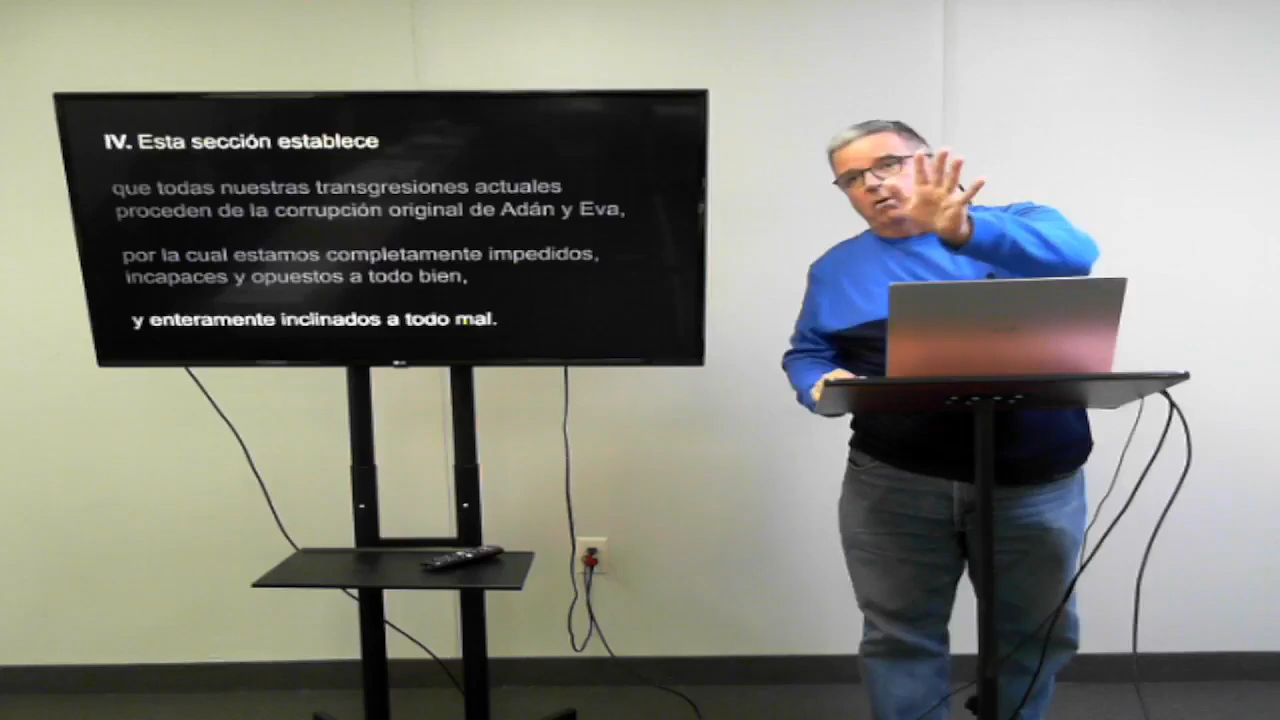 IV. Esta sección establece
que todas nuestras transgresiones actuales
proceden de la corrupción original de Adán y Eva,
por la cual estamos completamente impedidos,
incapaces y opuestos a todo bien,
y enteramente inclinados a todo mal.